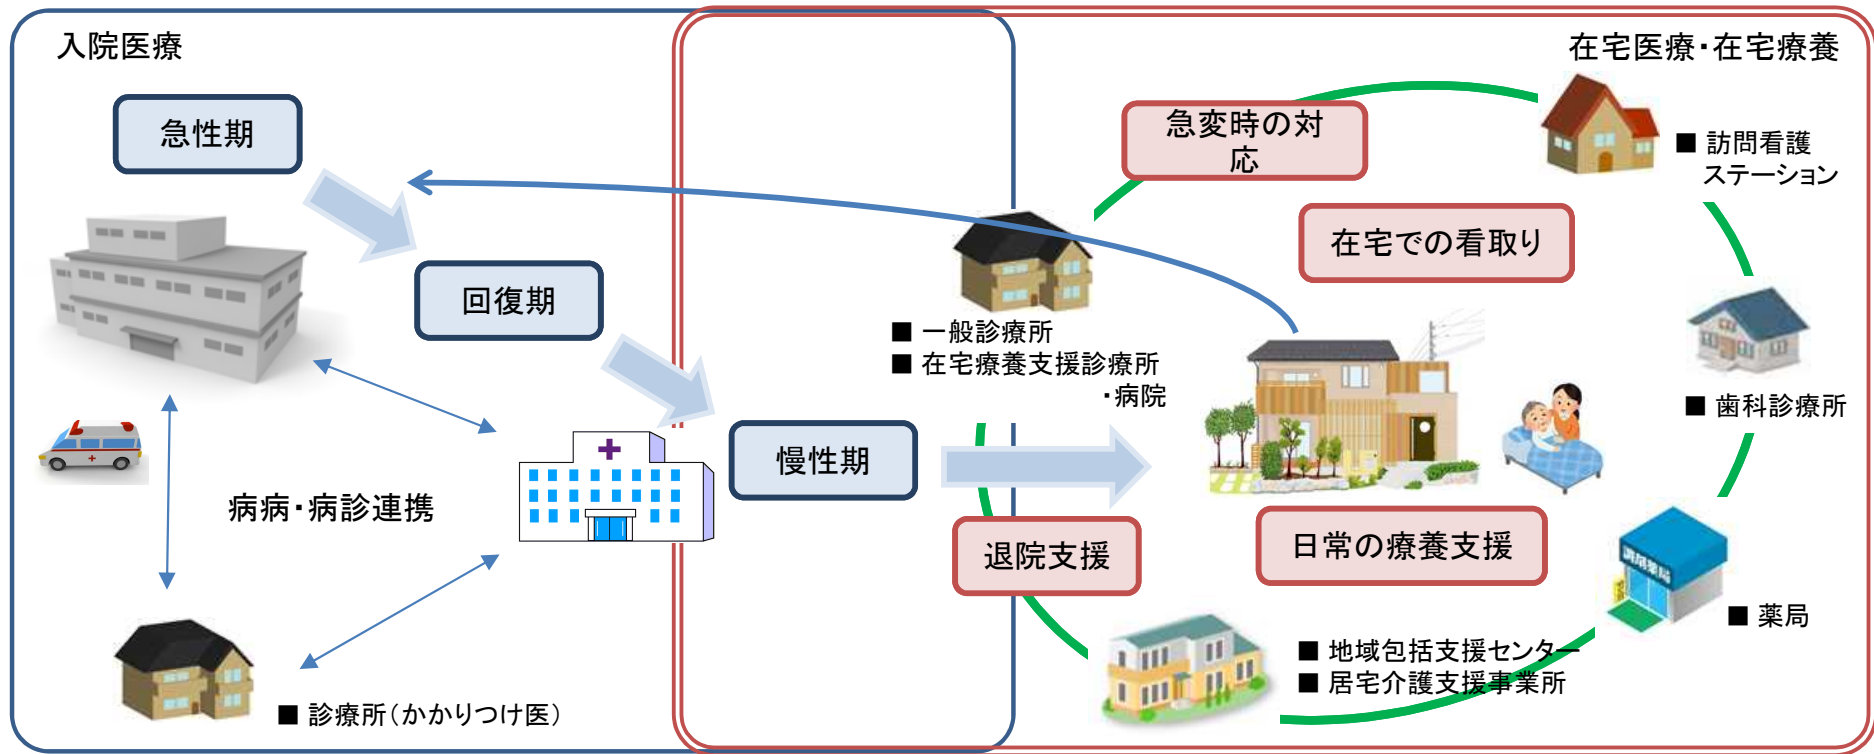 入院医療
在宅医療・在宅療養
急性期
急変時の対
応
■ 訪問看護
ステーション
在宅での看取り
回復期
■ 一般診療所
■ 在宅療養支援診療所
・病院
■ 歯科診療所
慢性期
病病・病診連携
退院支援
日常の療養支援
調剤薬局
■ 薬局
■ 地域包括支援センター
■ 居宅介護支援事業所
■ 診療所（かかりつけ医）